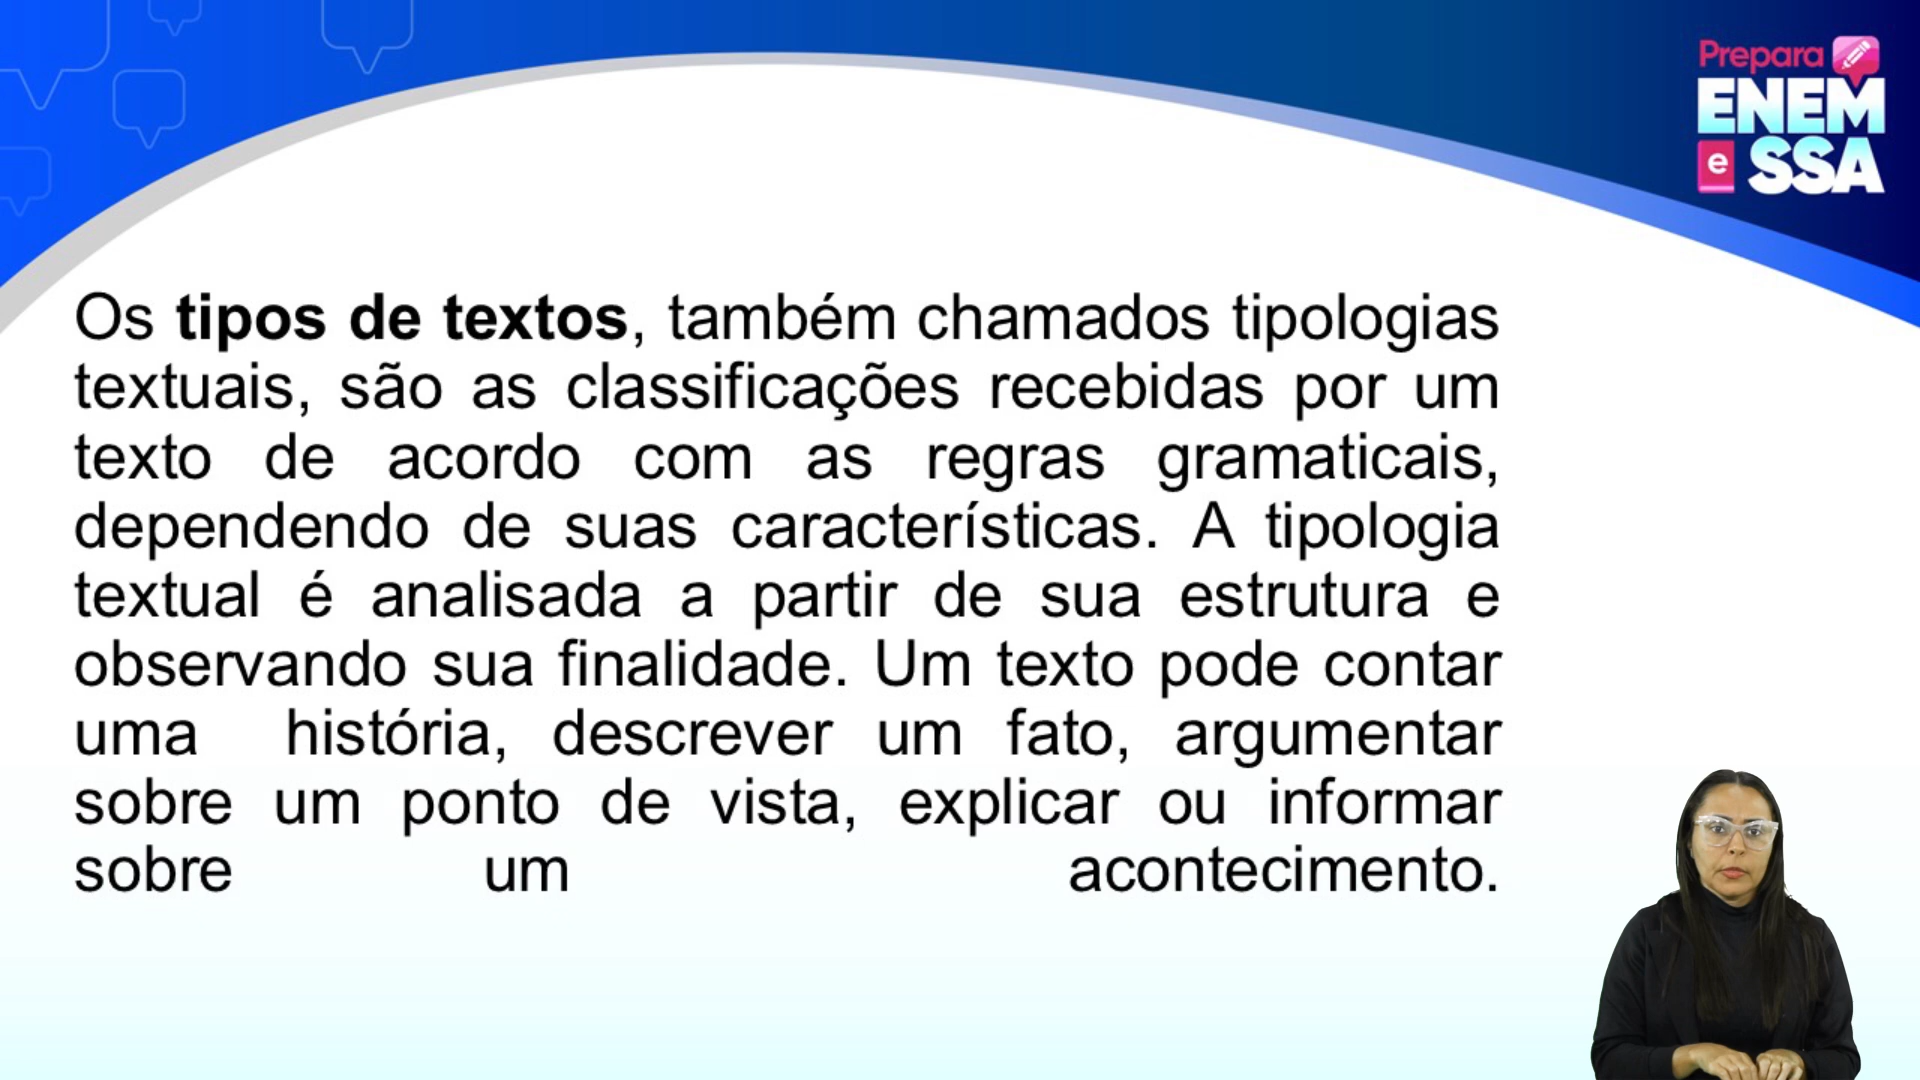 Prepara
ENEM
e SSA
Os tipos de textos, também chamados tipologias
textuais, são as classificações recebidas por um
texto de acordo com as regras gramaticais,
dependendo de suas características. A tipologia
textual é analisada a partir de sua estrutura e
observando sua finalidade. Um texto pode contar
uma história, descrever um fato, argumentar
sobre um ponto de vista, explicar ou informar
sobre um acontecimento.